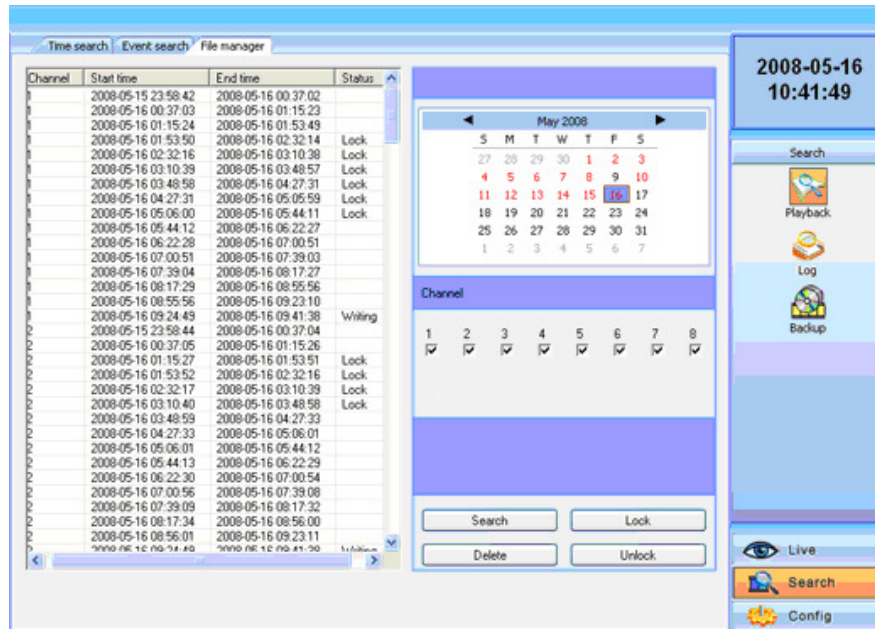 Time search Event search File manager
Channel Start time End time Status
1 2008-05-15 23:58:42 2008-05-16 00:37:02
1 2008-05-16 00:37:03 2008-05-16 01:15:23
1 2008-05-16 01:15:24 2008-05-16 01:53:49
1 2008-05-16 01:53:50 2008-05-16 02:32:14 Lock
1 2008-05-16 02:32:16 2008-05-16 03:10:38 Lock
1 2008-05-16 03:10:39 2008-05-16 03:48:57 Lock
1 2008-05-16 03:48:58 2008-05-16 04:27:31 Lock
1 2008-05-16 04:27:31 2008-05-16 05:05:59 Lock
1 2008-05-16 05:06:00 2008-05-16 05:44:11 Lock
1 2008-05-16 05:44:12 2008-05-16 06:22:27
1 2008-05-16 06:22:28 2008-05-16 07:00:51
1 2008-05-16 07:00:51 2008-05-16 07:39:03
1 2008-05-16 07:39:04 2008-05-16 08:17:27
1 2008-05-16 08:17:29 2008-05-16 08:55:56
1 2008-05-16 08:55:56 2008-05-16 09:23:10
1 2008-05-16 09:24:49 2008-05-16 09:41:38 Writing
2 2008-05-15 23:58:44 2008-05-16 00:37:04
2 2008-05-16 00:37:05 2008-05-16 01:15:26
2 2008-05-16 01:15:27 2008-05-16 01:53:51 Lock
2 2008-05-16 01:53:52 2008-05-16 02:32:16 Lock
2 2008-05-16 02:32:17 2008-05-16 03:10:39 Lock
2 2008-05-16 03:10:40 2008-05-16 03:48:58 Lock
2 2008-05-16 03:48:59 2008-05-16 04:27:33
2 2008-05-16 04:27:33 2008-05-16 05:06:01
2 2008-05-16 05:06:01 2008-05-16 05:44:12
2 2008-05-16 05:44:13 2008-05-16 06:22:29
2 2008-05-16 06:22:30 2008-05-16 07:00:54
2 2008-05-16 07:00:56 2008-05-16 07:39:08
2 2008-05-16 07:39:09 2008-05-16 08:17:32
2 2008-05-16 08:17:34 2008-05-16 08:56:00
2 2008-05-16 08:56:01 2008-05-16 09:23:11
2 2008-05-16 09:24:49 2008-05-16 09:41:38 Writing
May 2008
S M T W T F S
27 28 29 30 1 2 3
4 5 6 7 8 9 10
11 12 13 14 15 16 17
18 19 20 21 22 23 24
25 26 27 28 29 30 31
1 2 3 4 5 6 7
Channel
1 2 3 4 5 6 7 8
Search Lock
Delete Unlock
2008-05-16
10:41:49
Search
Playback
Log
Backup
Live
Search
Config